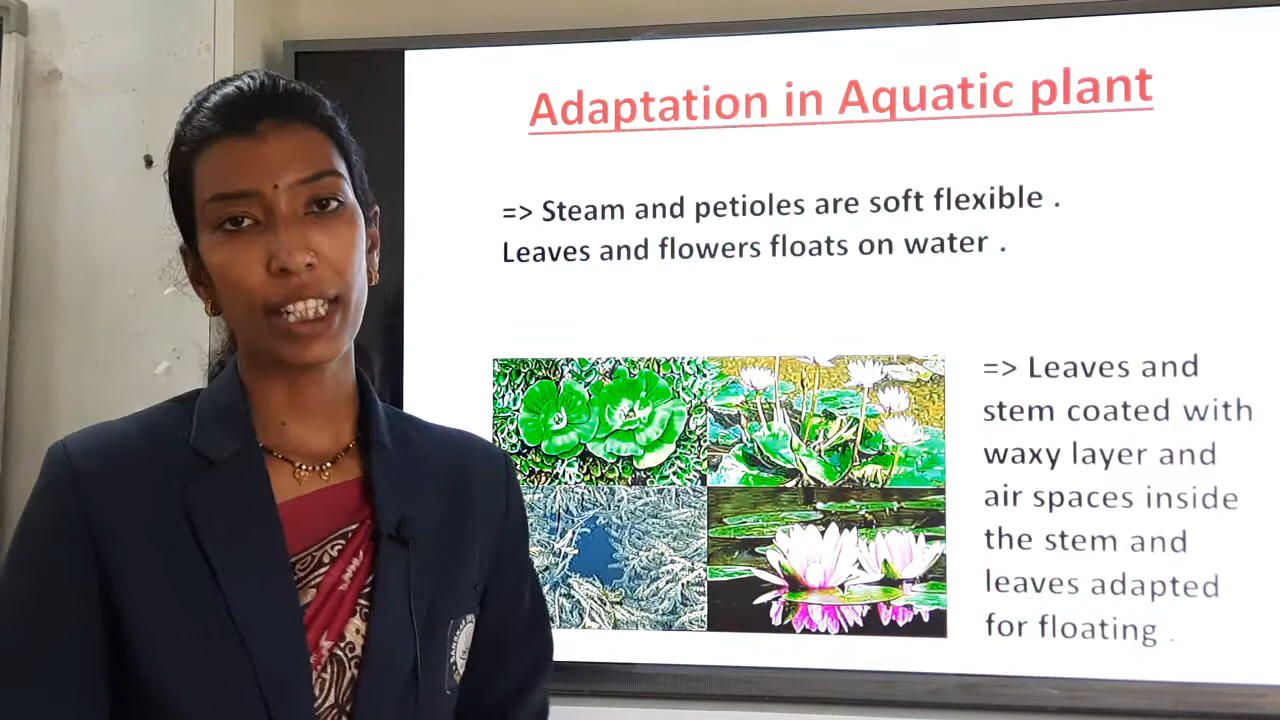 Adaptation in Aquatic plant
=> Steam and petioles are soft flexible .
Leaves and flowers floats on water .
=> Leaves and
stem coated with
waxy layer and
air spaces inside
the stem and
leaves adapted
for floating .